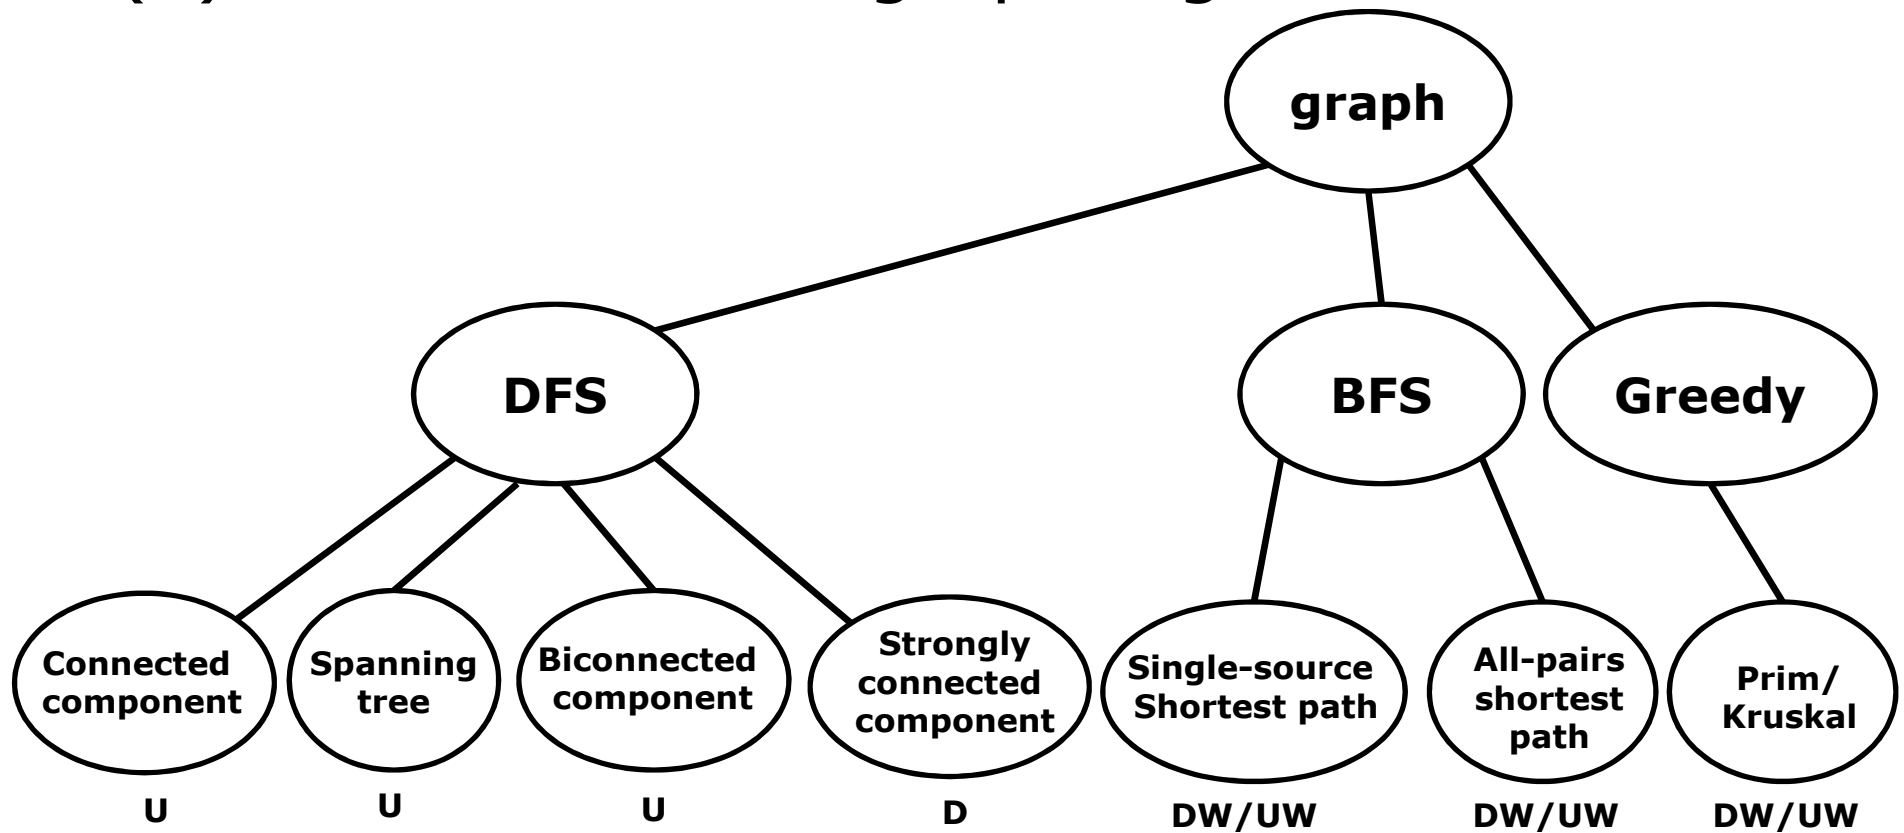 graph
DFS
BFS
Greedy
Connected
component
Spanning
tree
Biconnected
component
Strongly
connected
component
Single-source
Shortest path
All-pairs
shortest
path
Prim/
Kruskal
U
U
U
D
DW/UW
DW/UW
DW/UW